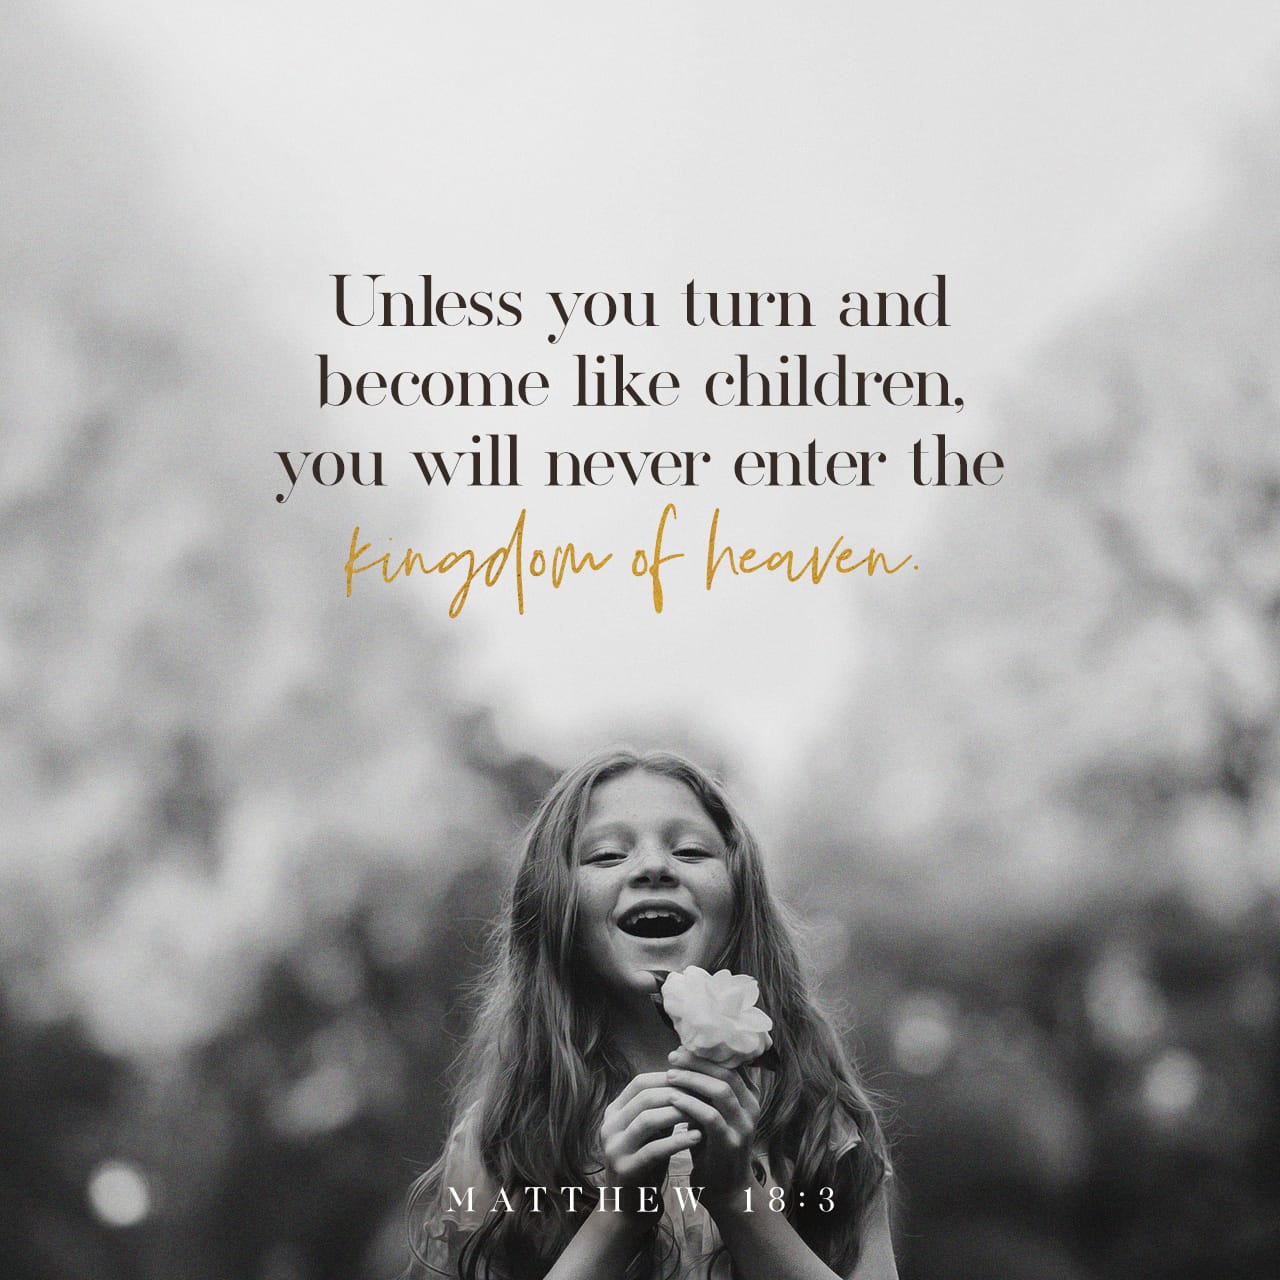 Unless you turn and
become like children,
you will never enter the
kingdom of heaven.
MATTHEW 18:3